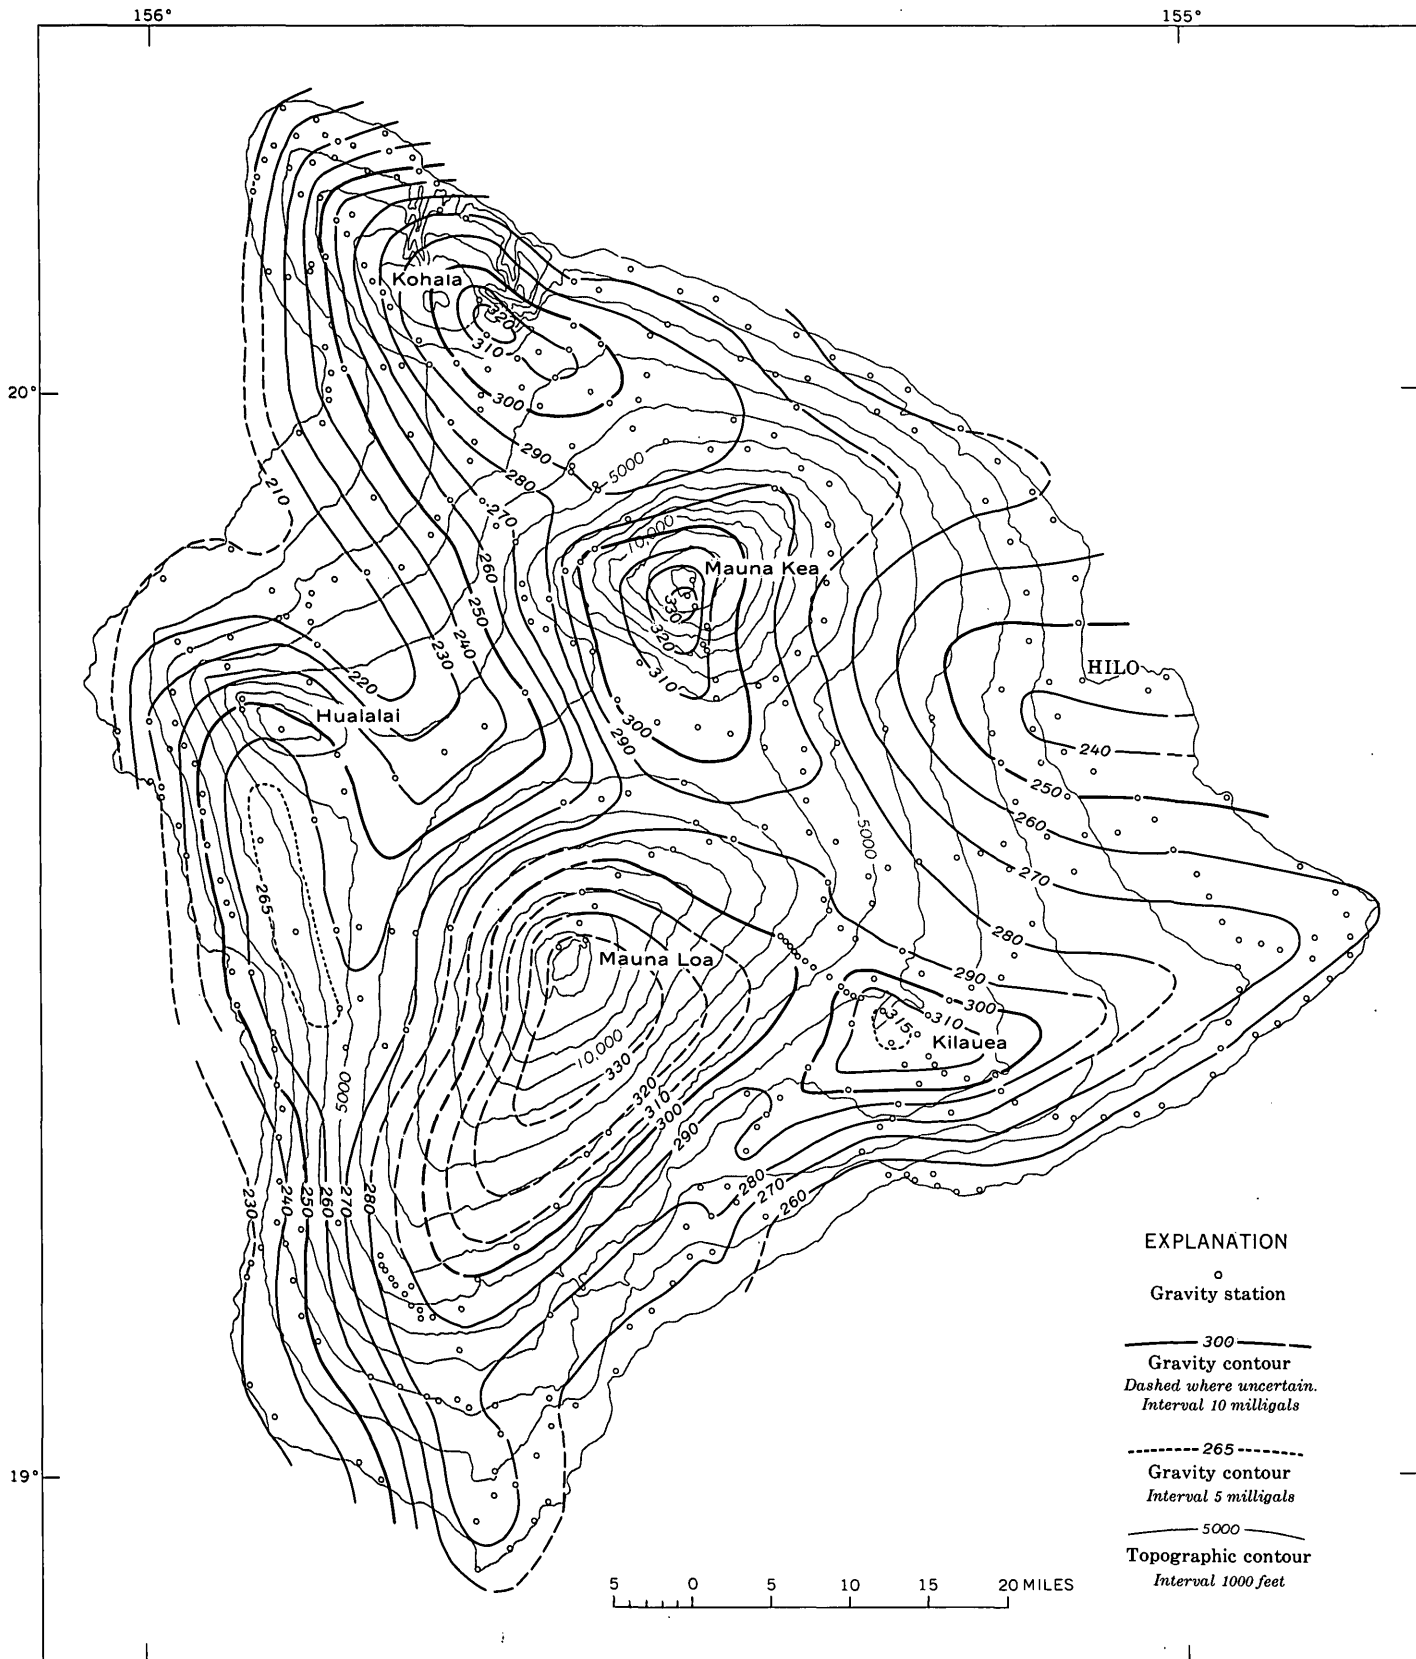 156° 155°
Kohala
320
310
20°
300
290
5000
280
210
270
10,000
Mauna Kea
260
330
250
240
320
230
HILO
310
220
Hualalai
300
240
290
250
260
5000
270
265
280
Mauna Loa
290
300
315
310
Kilauea
10,000
330
5000
320
310
300
290
280
230 240 250 260 270 280
270
260
EXPLANATION
Gravity station
300
Gravity contour
Dashed where uncertain.
Interval 10 milligals
265
19°
Gravity contour
Interval 5 milligals
5000
Topographic contour
Interval 1000 feet
5 0 5 10 15 20 MILES